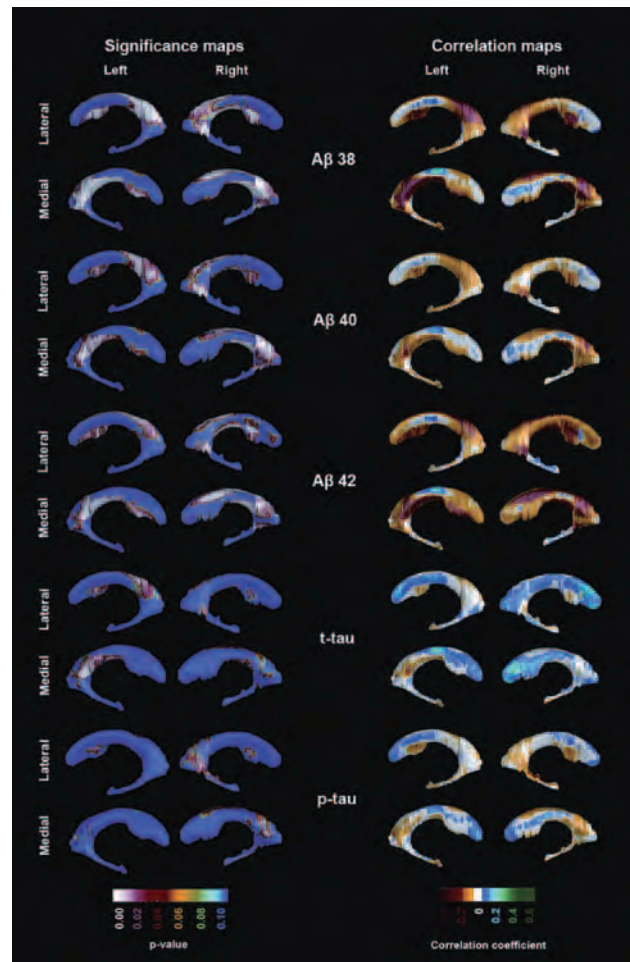 Significance maps Correlation maps
Left Right Left Right
Lateral
Aβ 38
Medial
Lateral
Aβ 40
Medial
Lateral
Aβ 42
Medial
Lateral
t-tau
Medial
Lateral
p-tau
Medial
0.00 0.02 0.04 0.06 0.08 0.10 0 0.2 0.4 0.6
p-value Correlation coefficient